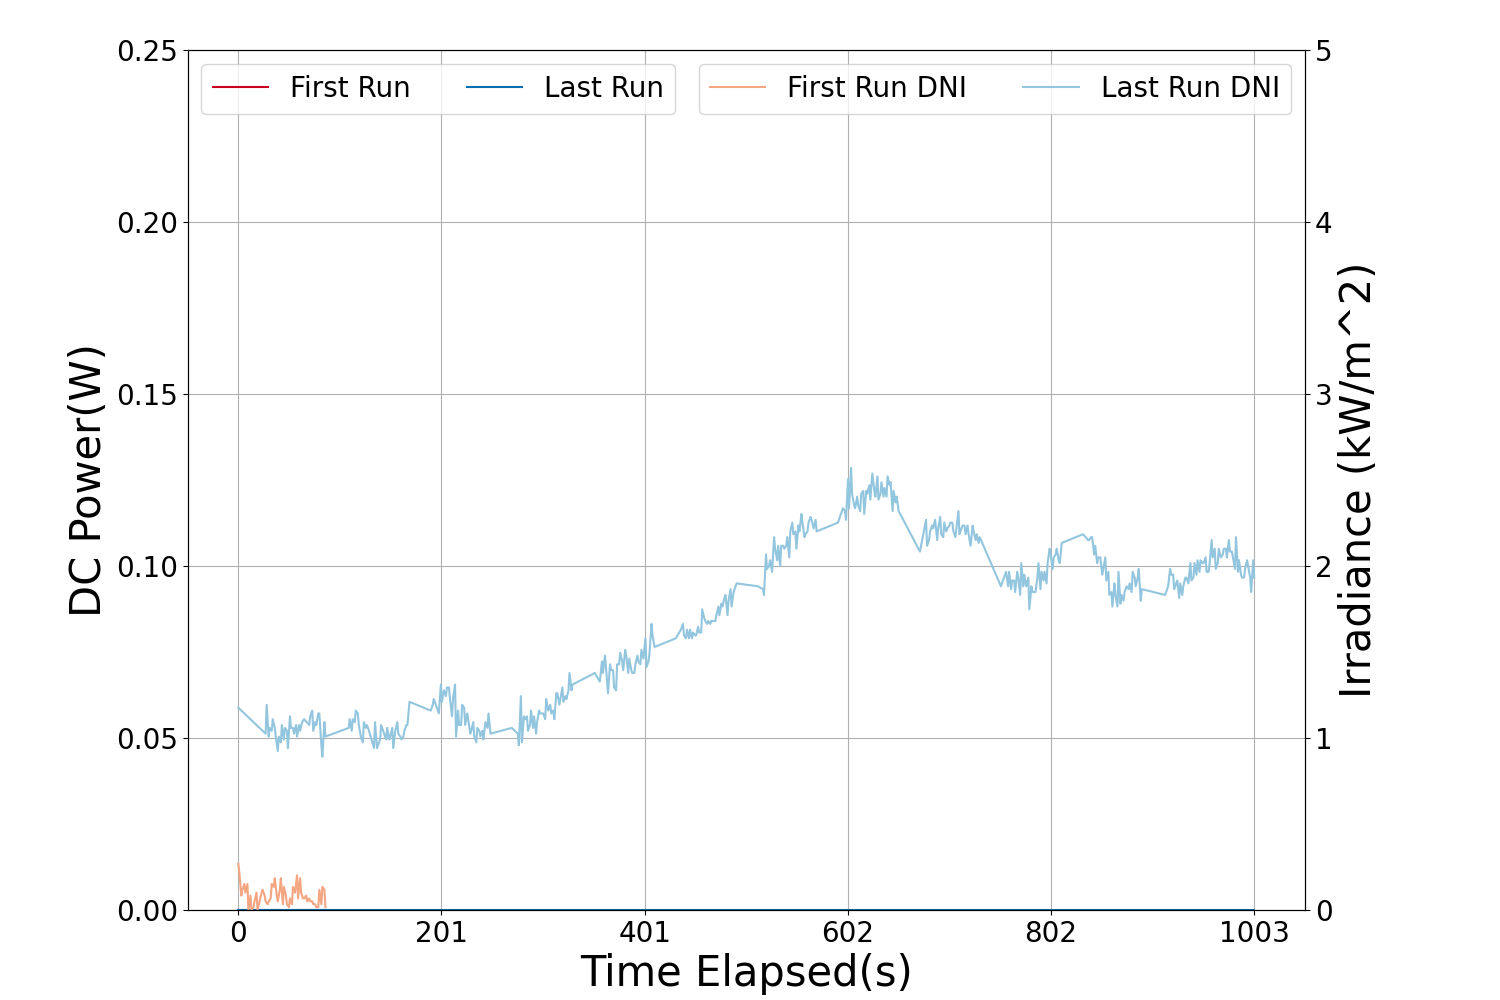 First Run
Last Run
First Run DNI
Last Run DNI
0.25
0.20
0.15
0.10
0.05
0.00
DC Power(W)
5
4
3
2
1
0
Irradiance (kW/m^2)
0 201 401 602 802 1003
Time Elapsed(s)